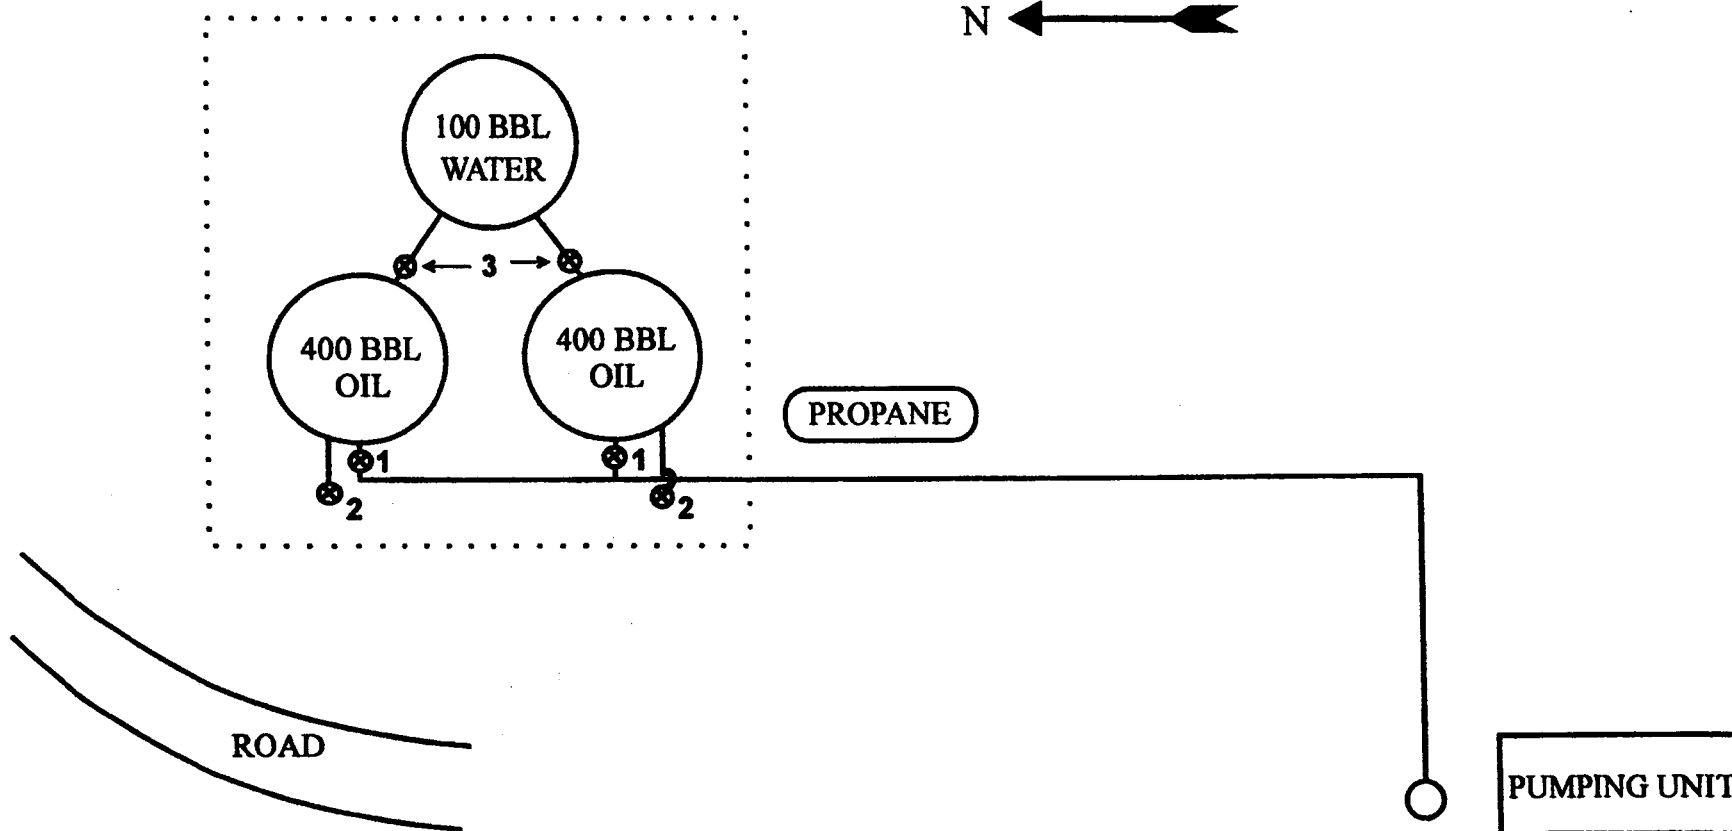 N
100 BBL
WATER
3
400 BBL
OIL
400 BBL
OIL
PROPANE
1
1
2
2
ROAD
PUMPING UNIT